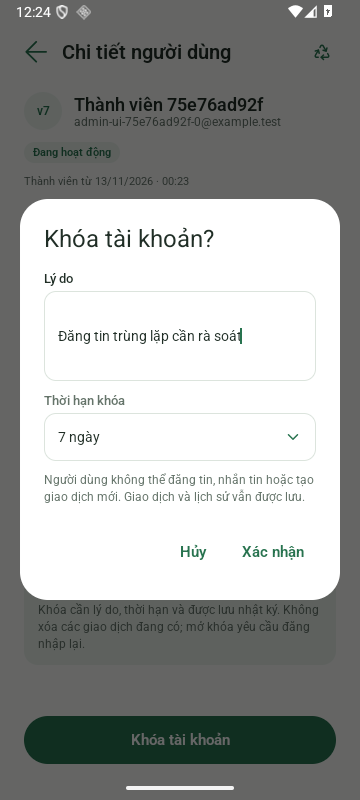 12:24
Chi tiết người dùng
v7
Thành viên 75e76ad92f
admin-ui-75e76ad92f-0@example.test
Đang hoạt động
Thành viên từ 13/11/2026 · 00:23
Khóa tài khoản?
Lý do
Đăng tin trùng lặp cần rà soát
Thời hạn khóa
7 ngày
Người dùng không thể đăng tin, nhắn tin hoặc tạo
giao dịch mới. Giao dịch và lịch sử vẫn được lưu.
Hủy
Xác nhận
Khóa cần lý do, thời hạn và được lưu nhật ký. Không
xóa các giao dịch đang có; mở khóa yêu cầu đăng
nhập lại.
Khóa tài khoản